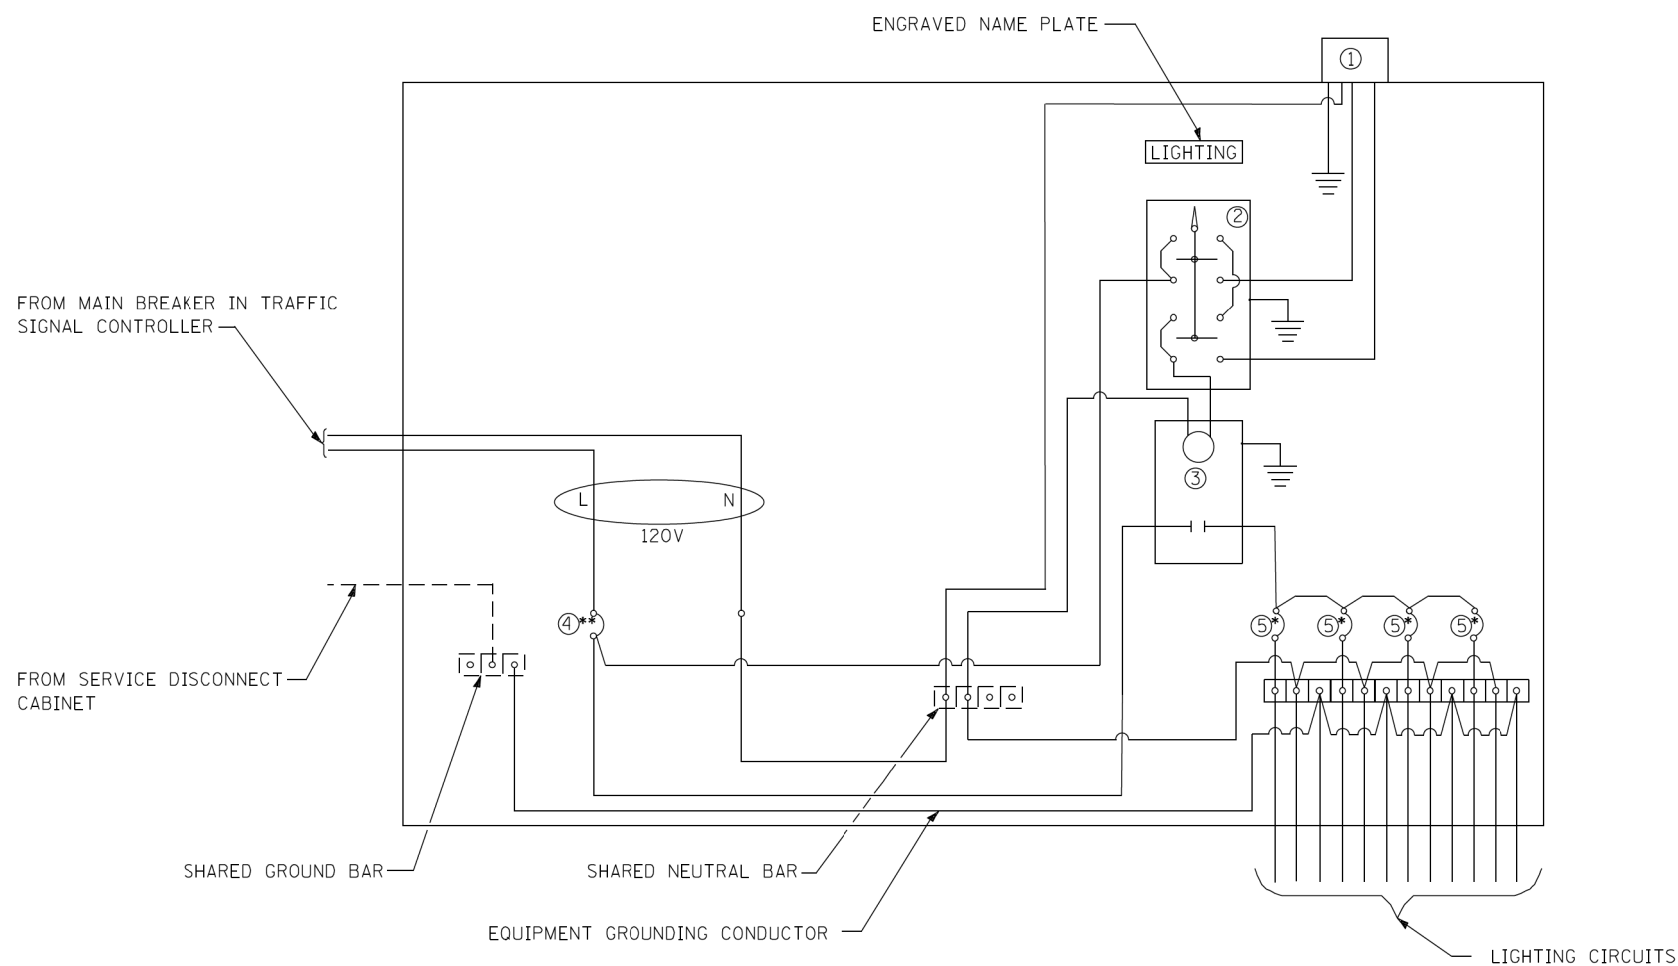 ENGRAVED NAME PLATE
1
LIGHTING
2
FROM MAIN BREAKER IN TRAFFIC
SIGNAL CONTROLLER
3
L
N
120V
4**
5*
5*
5*
5*
FROM SERVICE DISCONNECT
CABINET
SHARED GROUND BAR
SHARED NEUTRAL BAR
EQUIPMENT GROUNDING CONDUCTOR
LIGHTING CIRCUITS